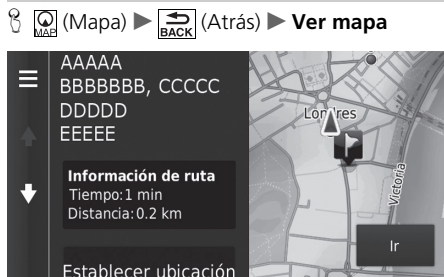 MAP (Mapa) ▶ BACK (Atrás) ▶ Ver mapa
AAAAA
BBBBBBB, CCCCC
DDDDD
EEEEE
Información de ruta
Tiempo:1 min
Distancia:0.2 km
Establecer ubicación
Londres
Victoria
Ir